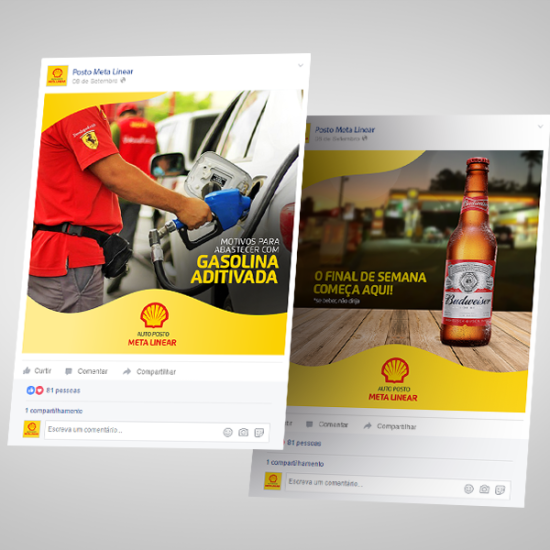 Posto Meta Linear
08 de Setembro
MOTIVOS PARA
ABASTECER COM
GASOLINA
ADITIVADA
AUTO POSTO
META LINEAR
Curtir
Comentar
Compartilhar
81 pessoas
1 compartilhamento
Escreva um comentário...
Posto Meta Linear
de Setembro
O FINAL DE SEMANA
COMEÇA AQUI!
*se beber, não dirija
Budweiser
AUTO POSTO
META LINEAR
Comentar
Compartilhar
81 pessoas
1 compartilhamento
Escreva um comentário...